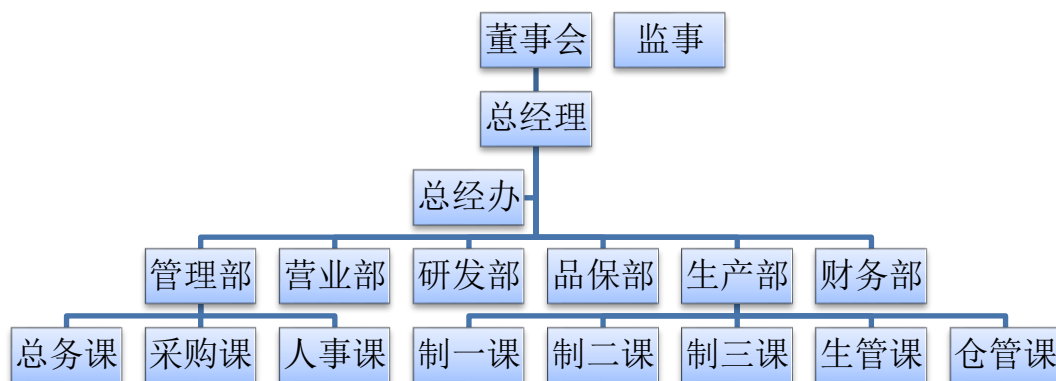 董事会
监事
总经理
总经办
管理部
营业部
研发部
品保部
生产部
财务部
总务课
采购课
人事课
制一课
制二课
制三课
生管课
仓管课